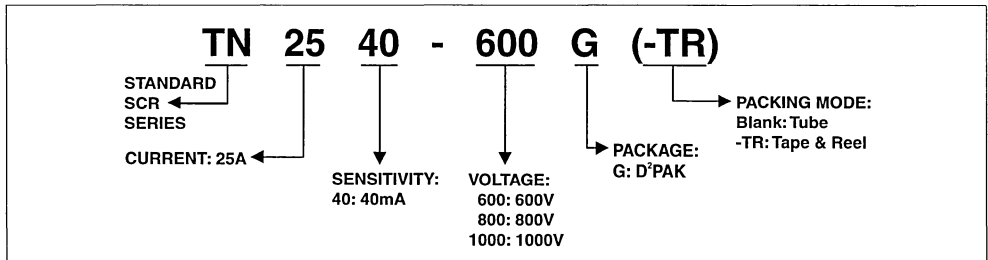 TN 25 40 - 600 G (-TR)
STANDARD
SCR
SERIES
CURRENT: 25A
SENSITIVITY:
40: 40mA
VOLTAGE:
600: 600V
800: 800V
1000: 1000V
PACKAGE:
G: D²PAK
PACKING MODE:
Blank: Tube
-TR: Tape & Reel